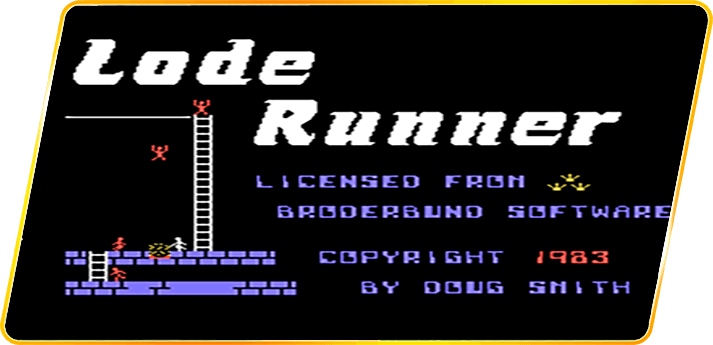 Lode
Runner
LICENSED FROM
BRODERBUND SOFTWARE
COPYRIGHT 1983
BY DOUG SMITH